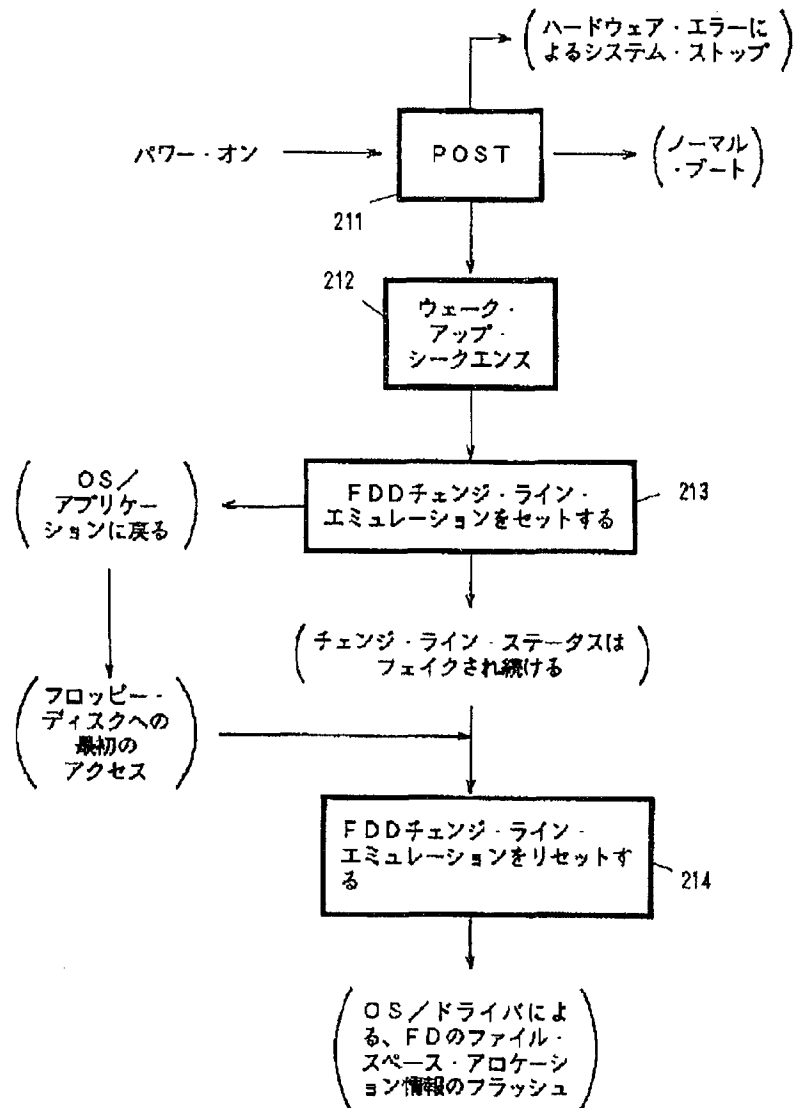 ハードウェア・エラーに
よるシステム・ストップ
パワー・オン
POST
ノーマル
・ブート
211
212
ウェーク・
アップ・
シークエンス
OS/
アプリケー
ションに戻る
FDDチェンジ・ライン・
エミュレーションをセットする
213
チェンジ・ライン・ステータスは
フェイクされ続ける
フロッピー・
ディスクへの
最初の
アクセス
FDDチェンジ・ライン・
エミュレーションをリセットす
る
214
OS/ドライバによ
る、FDのファイル・
スペース・アロケーシ
ョン情報のフラッシュ